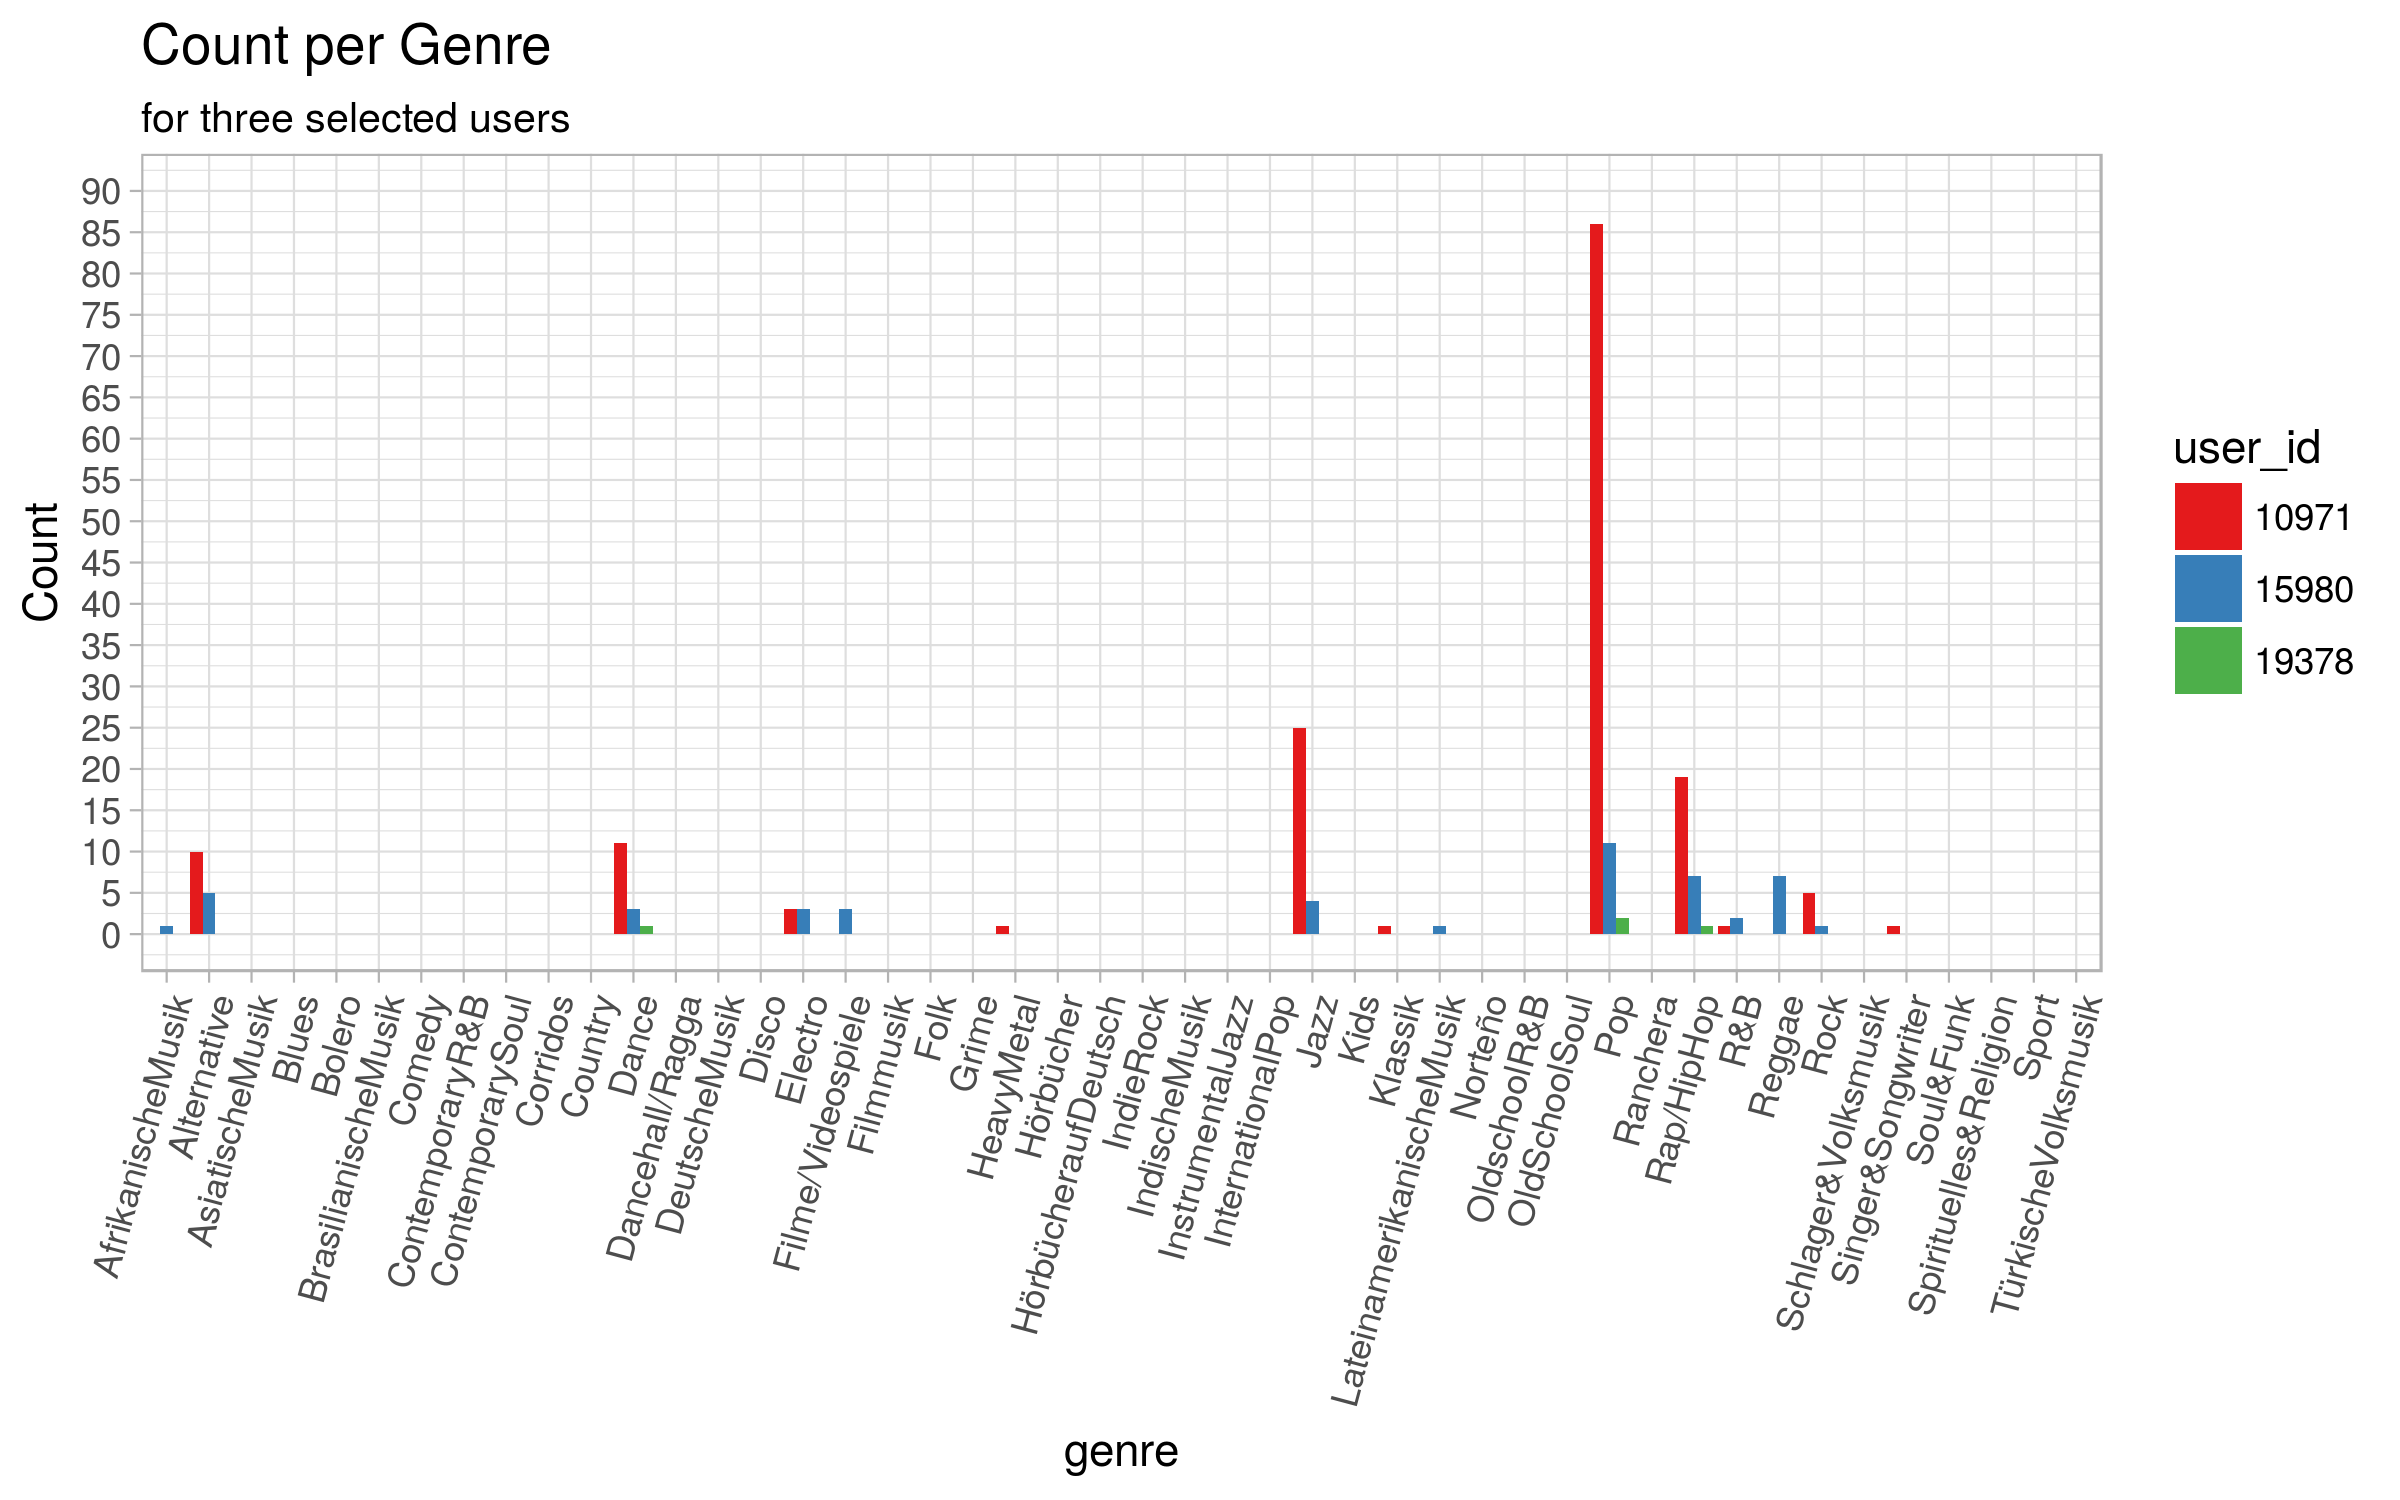 Count per Genre
for three selected users
90
85
80
75
70
65
60
55
50
45
40
35
30
25
20
15
10
5
0
Count
AfrikanischeMusik
Alternative
AsiatischeMusik
Blues
Bolero
BrasilianischeMusik
Comedy
ContemporaryR&B
ContemporarySoul
Corridos
Country
Dance
Dancehall/Ragga
DeutscheMusik
Disco
Electro
Filme/Videospiele
Filmmusik
Folk
Grime
HeavyMetal
Hörbücher
HörbücheraufDeutsch
IndieRock
IndischeMusik
InstrumentalJazz
InternationalPop
Jazz
Kids
Klassik
LateinamerikanischeMusik
Norteño
OldschoolR&B
OldSchoolSoul
Pop
Ranchera
Rap/HipHop
R&B
Reggae
Rock
Schlager&Volksmusik
Singer&Songwriter
Soul&Funk
Spirituelles&Religion
Sport
TürkischeVolksmusik
genre
user_id
10971
15980
19378